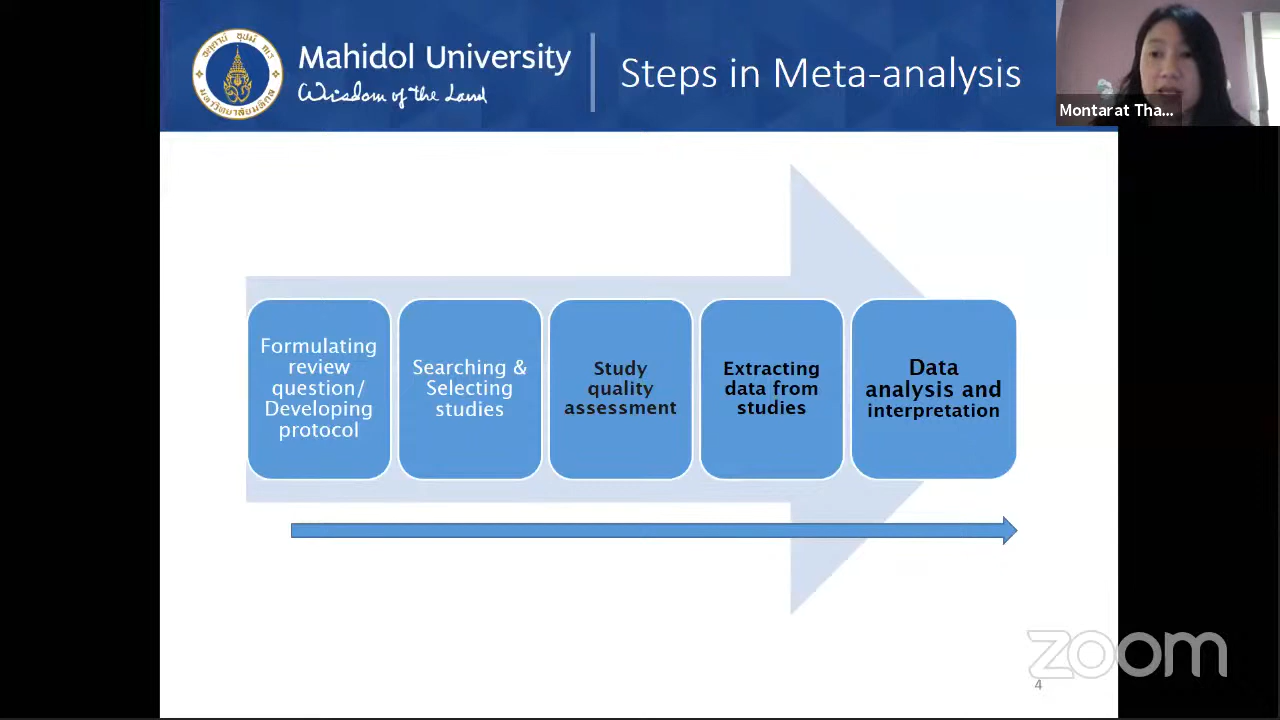 Mahidol University
Wisdom of the Land
Steps in Meta-analysis
Montarat Tha...
Formulating
review
question/
Developing
protocol
Searching &
Selecting
studies
Study
quality
assessment
Extracting
data from
studies
Data
analysis and
interpretation
zoom
4